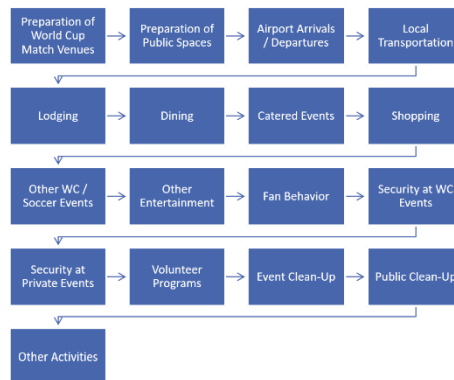 Preparation of
World Cup
Match Venues
Preparation of
Public Spaces
Airport Arrivals
/ Departures
Local
Transportation
Lodging
Dining
Catered Events
Shopping
Other WC /
Soccer Events
Other
Entertainment
Fan Behavior
Security at WC
Events
Security at
Private Events
Volunteer
Programs
Event Clean-Up
Public Clean-Up
Other Activities